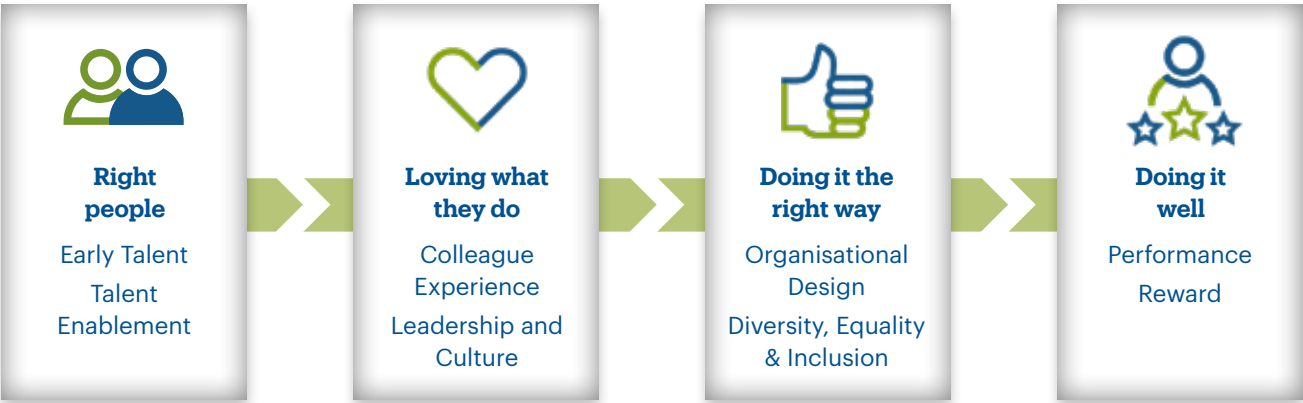 Right
people
Early Talent
Talent
Enablement
Loving what
they do
Colleague
Experience
Leadership and
Culture
Doing it the
right way
Organisational
Design
Diversity, Equality
& Inclusion
Doing it
well
Performance
Reward